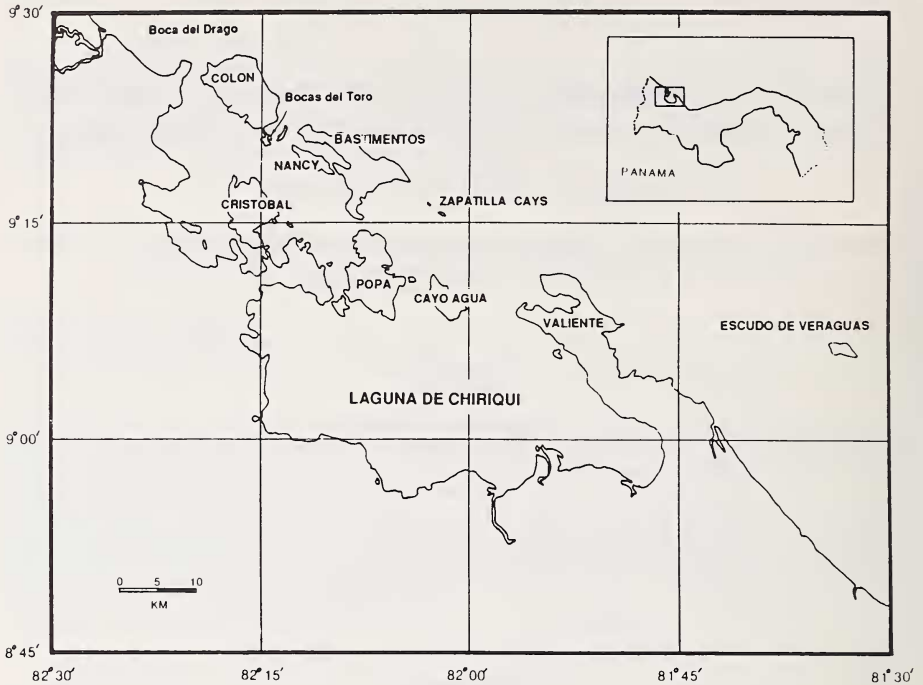 9° 30′
Boca del Drago
COLON
Bocas del Toro
BASTIMENTOS
NANCY
PANAMA
CRISTOBAL
ZAPATILLA CAYS
9° 15′
POPA
CAYO AGUA
VALIENTE
ESCUDO DE VERAGUAS
LAGUNA DE CHIRIQUI
9° 00′
0 5 10
KM
8° 45′
82° 30′ 82° 15′ 82° 00′ 81° 45′ 81° 30′